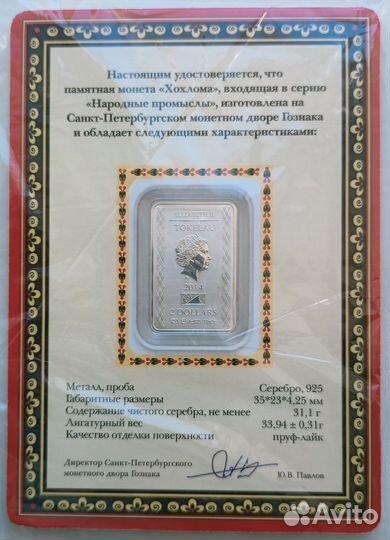 Настоящим удостоверяется, что
памятная монета «Хохлома», входящая в серию
«Народные промыслы», изготовлена на
Санкт-Петербургском монетном дворе Гознака
и обладает следующими характеристиками:
ELIZABETH II
TOKELAU
2014
2 DOLLARS
Металл, проба Серебро, 925
Габаритные размеры 35*23*4,25 мм
Содержание чистого серебра, не менее 31,1 г
Лигатурный вес 33,94 ± 0,31г
Качество отделки поверхности пруф-лайк
Директор Санкт-Петербургского
монетного двора Гознака Ю.В. Павлов
Avito